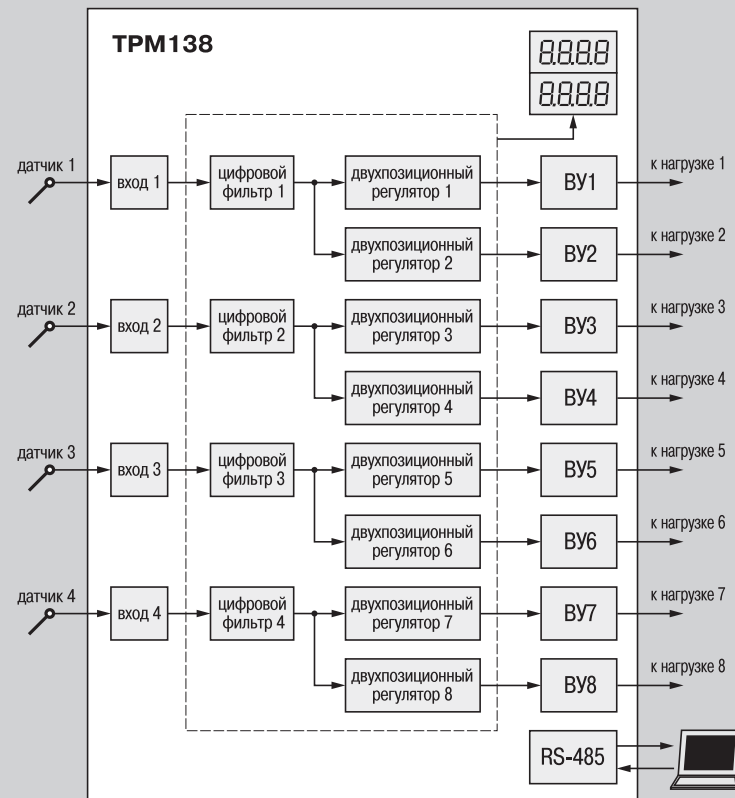 ТРМ138
8.8.8.8
8.8.8.8
датчик 1
вход 1
цифровой
фильтр 1
двухпозиционный
регулятор 1
ВУ1
к нагрузке 1
двухпозиционный
регулятор 2
ВУ2
к нагрузке 2
датчик 2
вход 2
цифровой
фильтр 2
двухпозиционный
регулятор 3
ВУ3
к нагрузке 3
двухпозиционный
регулятор 4
ВУ4
к нагрузке 4
датчик 3
вход 3
цифровой
фильтр 3
двухпозиционный
регулятор 5
ВУ5
к нагрузке 5
двухпозиционный
регулятор 6
ВУ6
к нагрузке 6
датчик 4
вход 4
цифровой
фильтр 4
двухпозиционный
регулятор 7
ВУ7
к нагрузке 7
двухпозиционный
регулятор 8
ВУ8
к нагрузке 8
RS-485